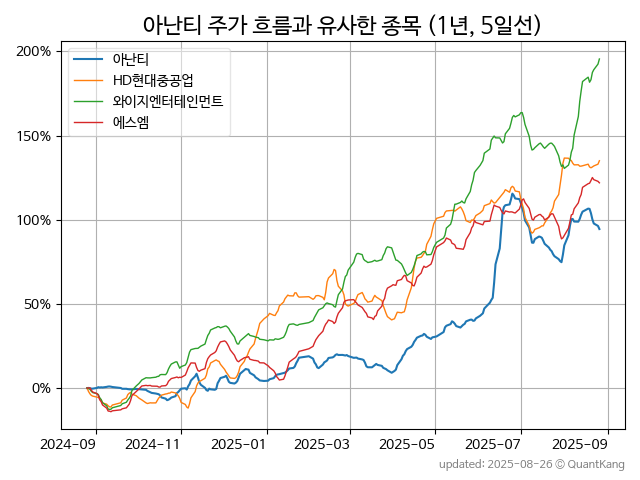 아난티 주가 흐름과 유사한 종목 (1년, 5일선)
200%
150%
100%
50%
0%
아난티
HD현대중공업
와이지엔터테인먼트
에스엠
2024-09 2024-11 2025-01 2025-03 2025-05 2025-07 2025-09
updated: 2025-08-26 © QuantKang